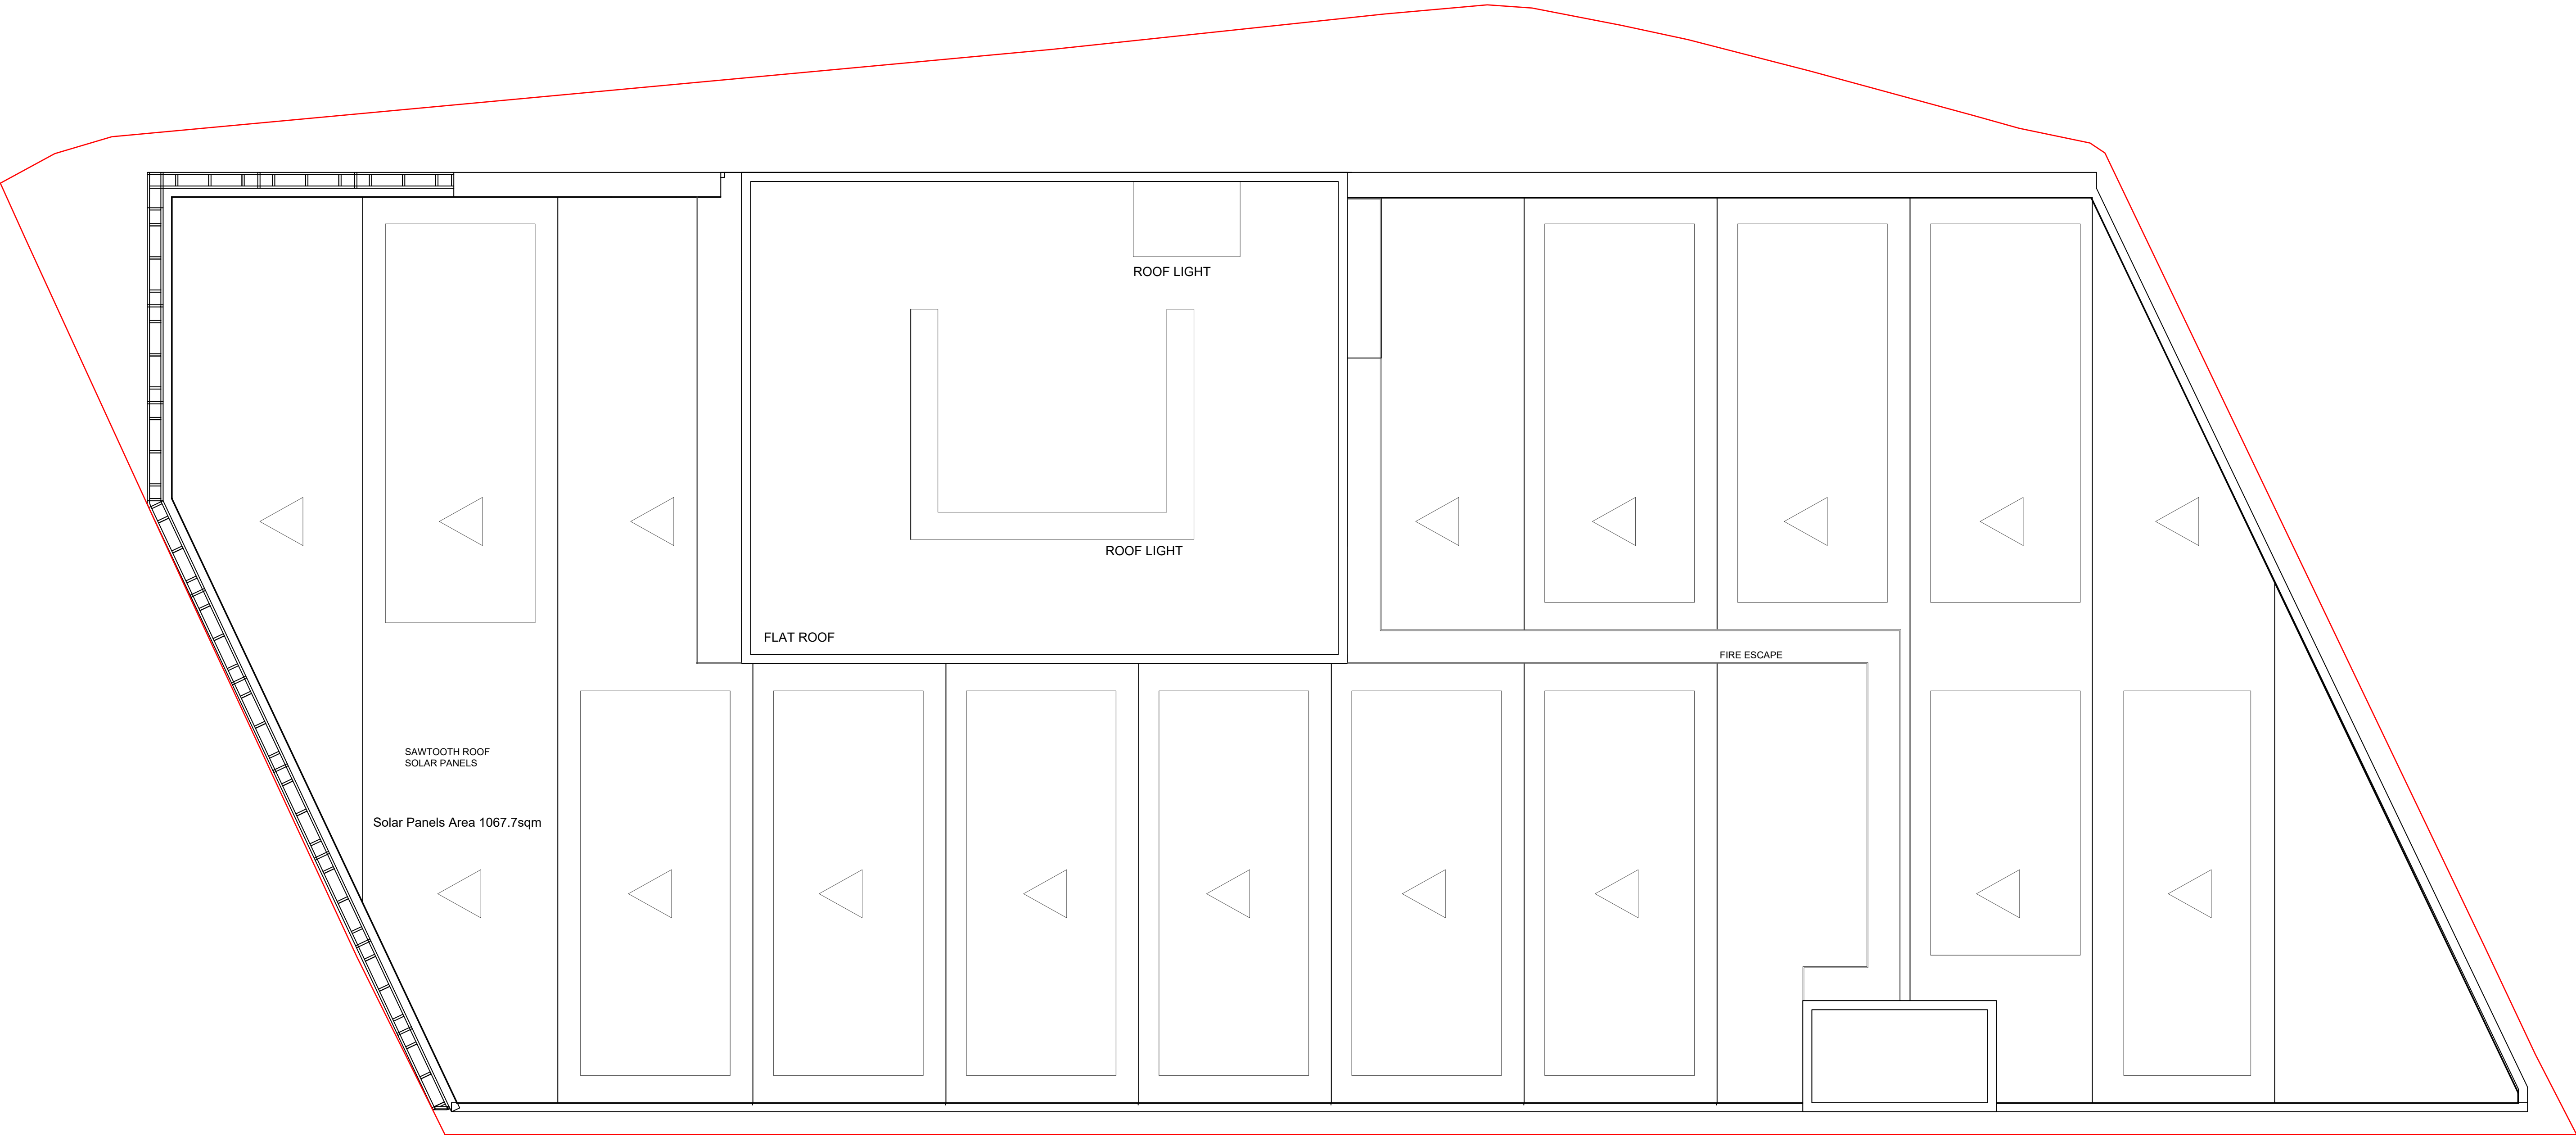 ROOF LIGHT
ROOF LIGHT
FLAT ROOF
FIRE ESCAPE
SAWTOOTH ROOF
SOLAR PANELS
Solar Panels Area 1067.7sqm